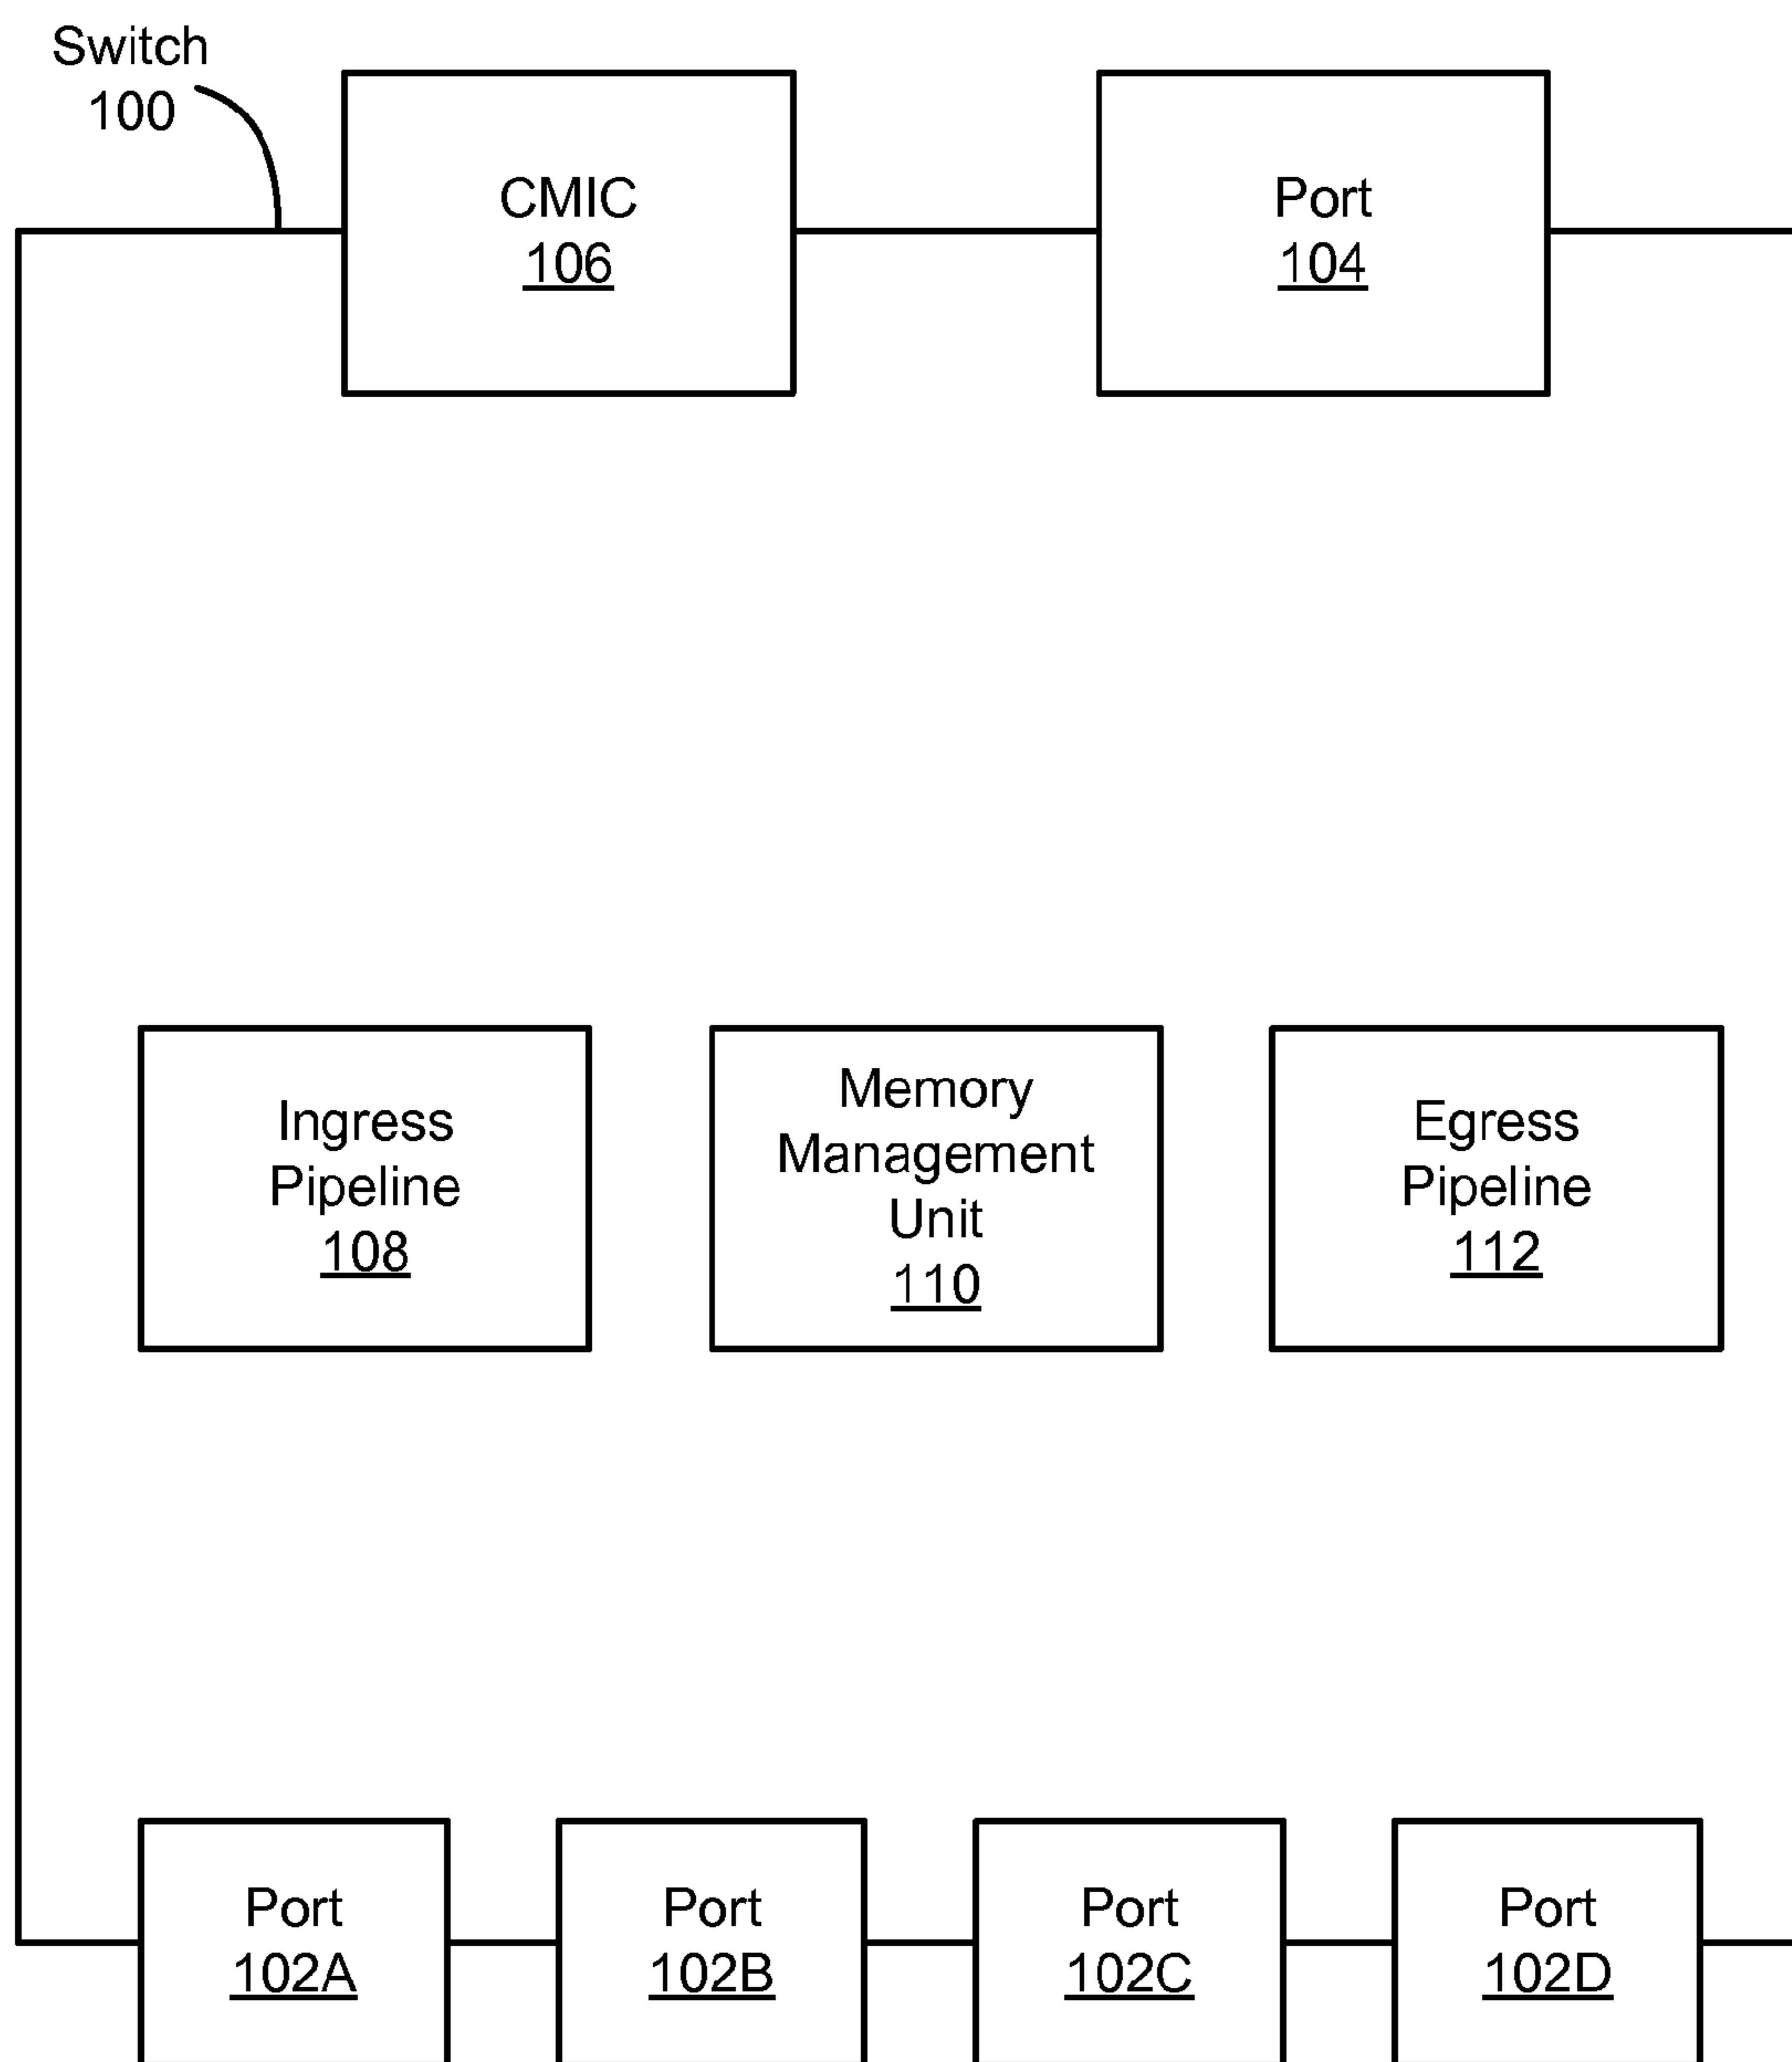 Switch
100
CMIC
106
Port
104
Ingress
Pipeline
108
Memory
Management
Unit
110
Egress
Pipeline
112
Port
102A
Port
102B
Port
102C
Port
102D